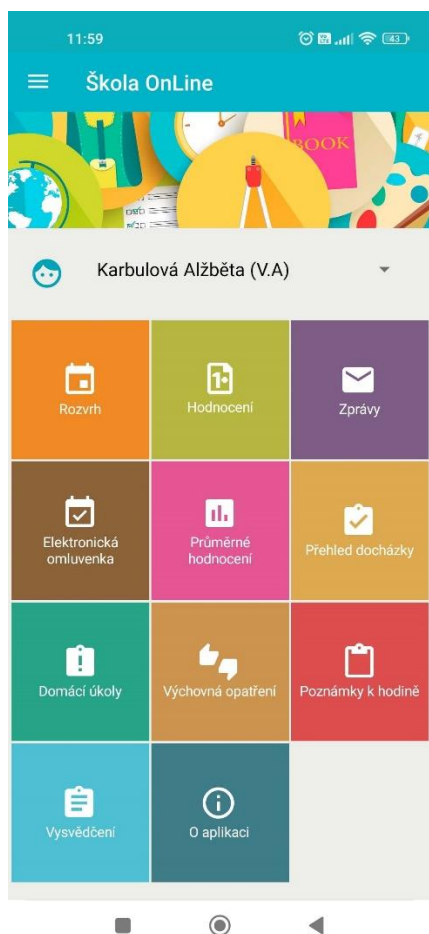 11:59
43
Škola OnLine
BOOK
Karbulová Alžběta (V.A)
Rozvrh
Hodnocení
Zprávy
Elektronická
omluvenka
Průměrné
hodnocení
Přehled docházky
Domácí úkoly
Výchovná opatření
Poznámky k hodině
Vysvědčení
O aplikaci